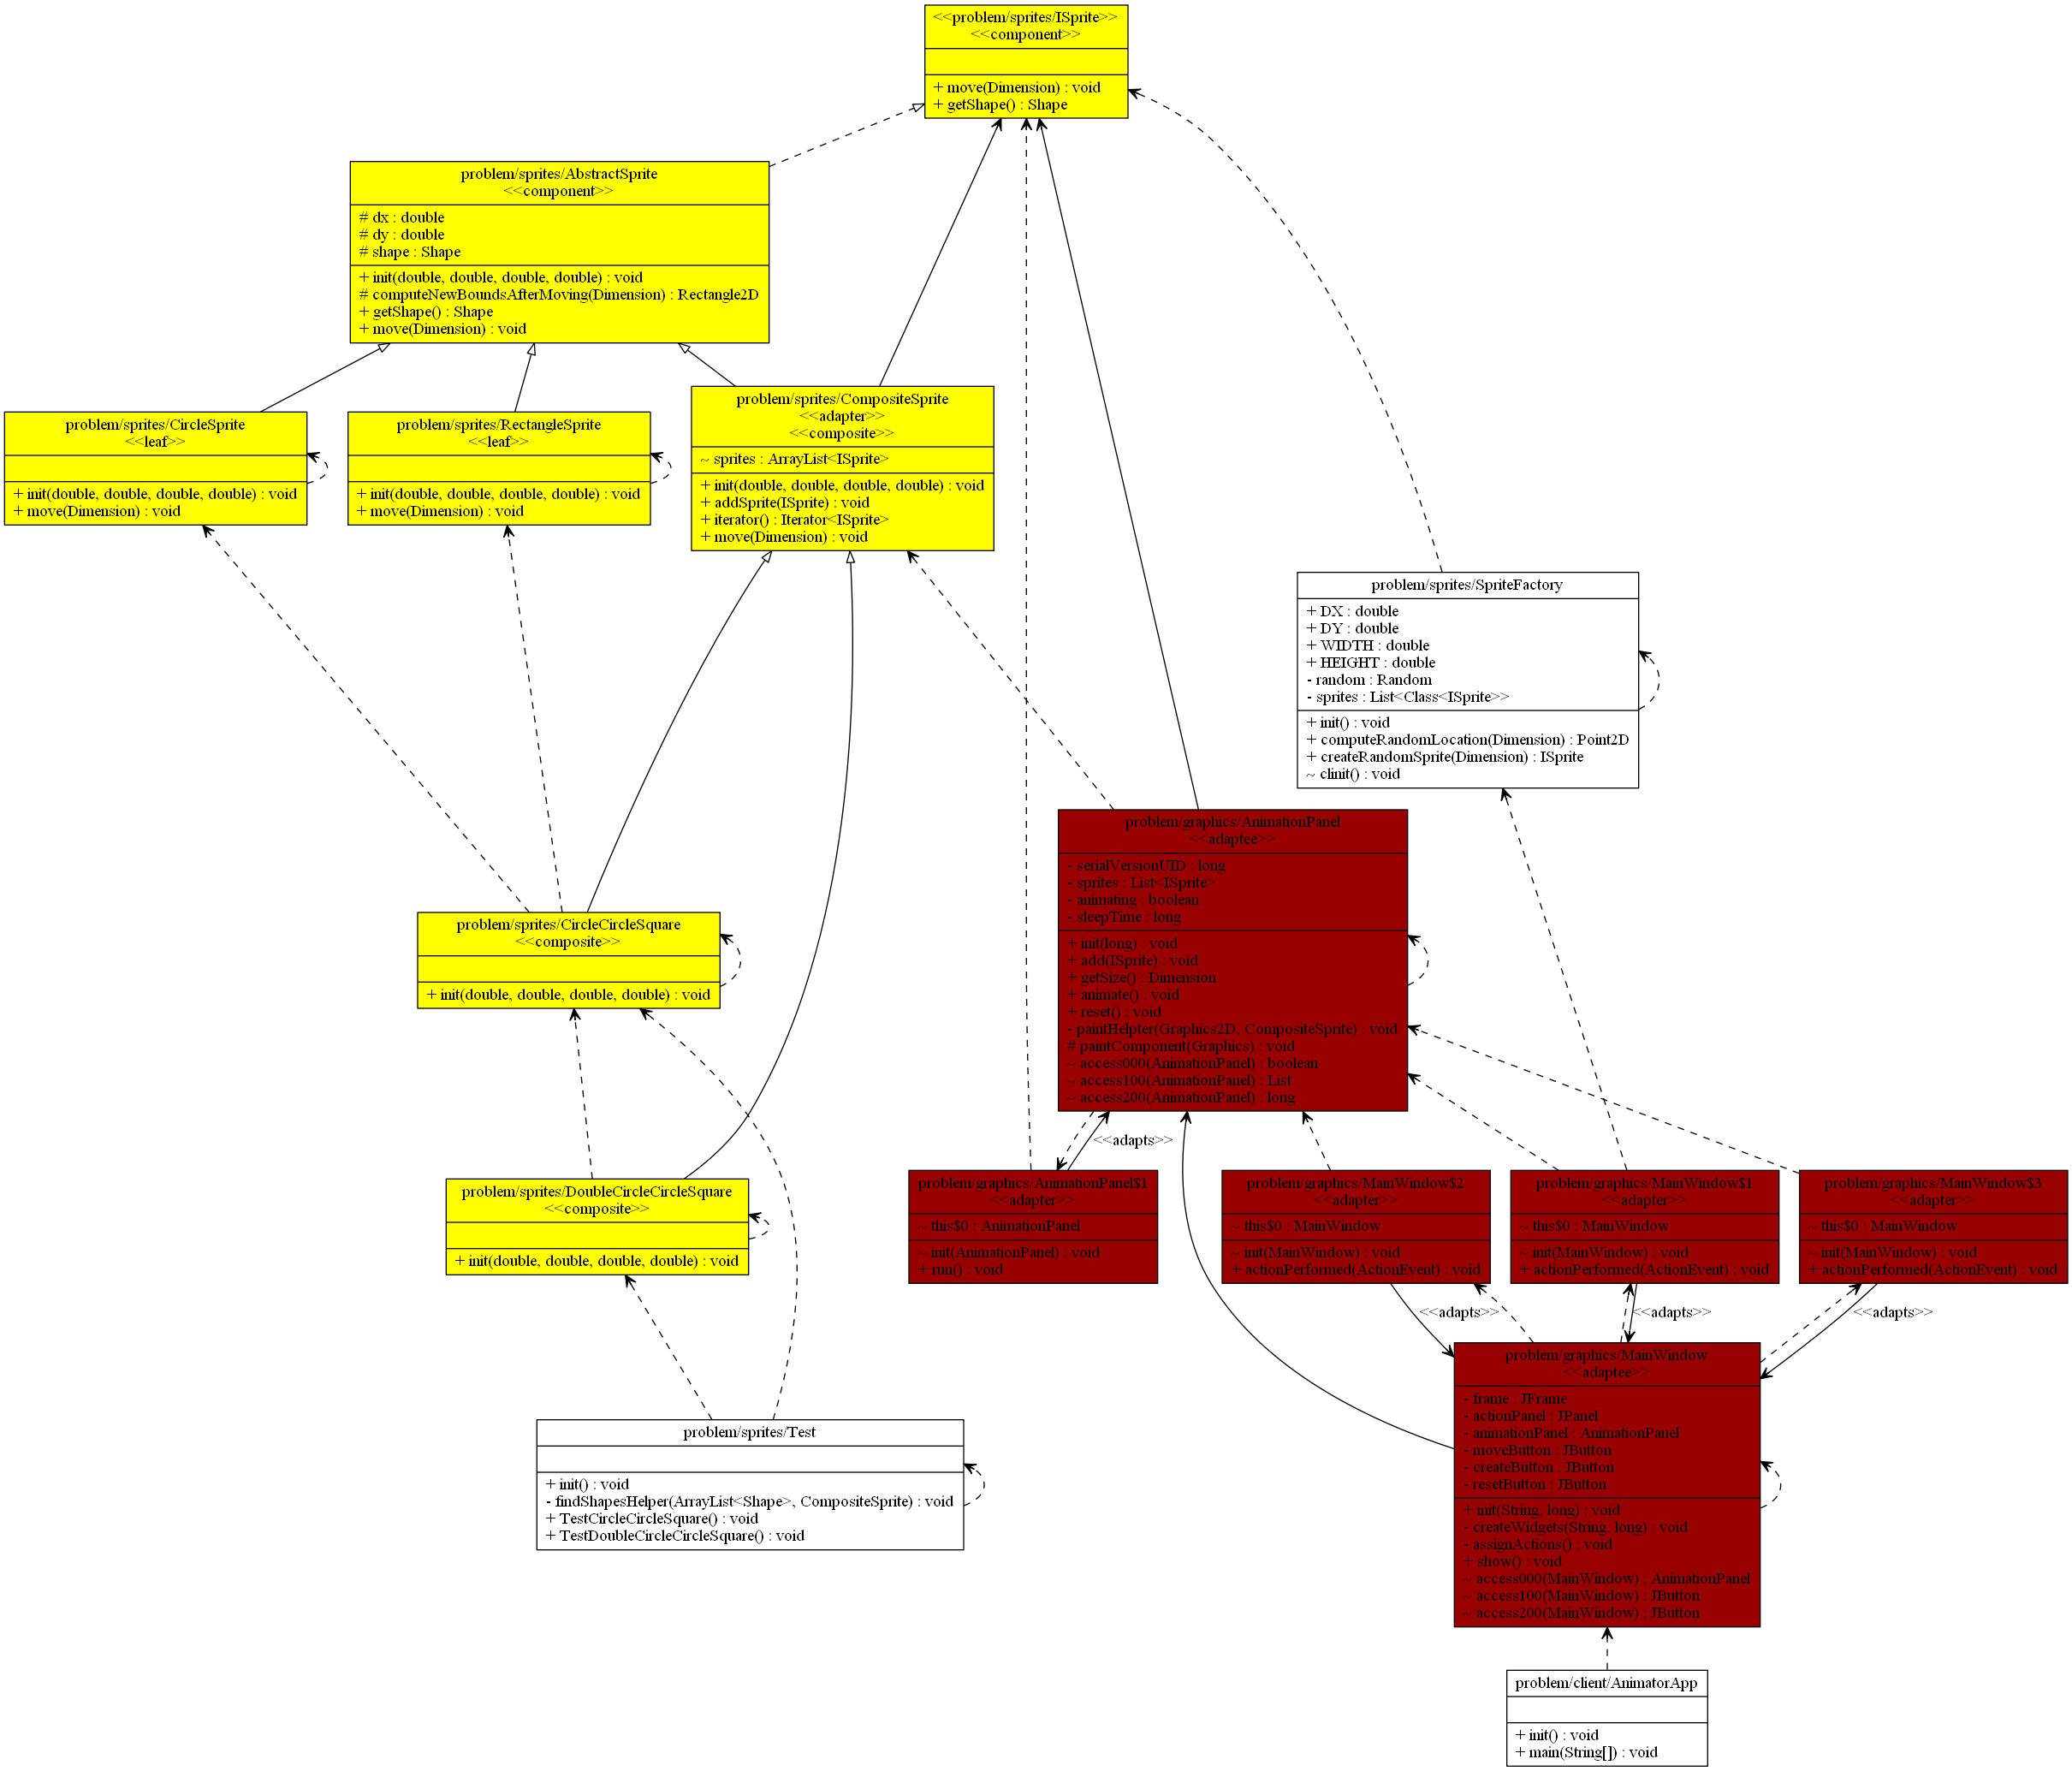 <<problem/sprites/ISprite>>
<<component>>
+ move(Dimension) : void
+ getShape() : Shape
problem/sprites/AbstractSprite
<<component>>
# dx : double
# dy : double
# shape : Shape
+ init(double, double, double, double) : void
# computeNewBoundsAfterMoving(Dimension) : Rectangle2D
+ getShape() : Shape
+ move(Dimension) : void
problem/sprites/CircleSprite
<<leaf>>
+ init(double, double, double, double) : void
+ move(Dimension) : void
problem/sprites/RectangleSprite
<<leaf>>
+ init(double, double, double, double) : void
+ move(Dimension) : void
problem/sprites/CompositeSprite
<<adapter>>
<<composite>>
~ sprites : ArrayList<ISprite>
+ init(double, double, double, double) : void
+ addSprite(ISprite) : void
+ iterator() : Iterator<ISprite>
+ move(Dimension) : void
problem/sprites/SpriteFactory
+ DX : double
+ DY : double
+ WIDTH : double
+ HEIGHT : double
- random : Random
- sprites : List<Class<ISprite>>
+ init() : void
+ computeRandomLocation(Dimension) : Point2D
+ createRandomSprite(Dimension) : ISprite
~ clinit() : void
problem/graphics/AnimationPanel
<<adaptee>>
- serialVersionUID : long
- sprites : List<ISprite>
- animating : boolean
- sleepTime : long
+ init(long) : void
+ add(ISprite) : void
+ getSize() : Dimension
+ animate() : void
+ reset() : void
- paintHelpter(Graphics2D, CompositeSprite) : void
# paintComponent(Graphics) : void
~ access000(AnimationPanel) : boolean
~ access100(AnimationPanel) : List
~ access200(AnimationPanel) : long
problem/sprites/CircleCircleSquare
<<composite>>
+ init(double, double, double, double) : void
<<adapts>>
problem/sprites/DoubleCircleCircleSquare
<<composite>>
+ init(double, double, double, double) : void
problem/graphics/AnimationPanel$1
<<adapter>>
~ this$0 : AnimationPanel
~ init(AnimationPanel) : void
+ run() : void
problem/graphics/MainWindow$2
<<adapter>>
~ this$0 : MainWindow
~ init(MainWindow) : void
+ actionPerformed(ActionEvent) : void
problem/graphics/MainWindow$1
<<adapter>>
~ this$0 : MainWindow
~ init(MainWindow) : void
+ actionPerformed(ActionEvent) : void
problem/graphics/MainWindow$3
<<adapter>>
~ this$0 : MainWindow
~ init(MainWindow) : void
+ actionPerformed(ActionEvent) : void
<<adapts>>
<<adapts>>
<<adapts>>
problem/graphics/MainWindow
<<adaptee>>
- frame : JFrame
- actionPanel : JPanel
- animationPanel : AnimationPanel
- moveButton : JButton
- createButton : JButton
- resetButton : JButton
+ init(String, long) : void
- createWidgets(String, long) : void
- assignActions() : void
+ show() : void
~ access000(MainWindow) : AnimationPanel
~ access100(MainWindow) : JButton
~ access200(MainWindow) : JButton
problem/sprites/Test
+ init() : void
- findShapesHelper(ArrayList<Shape>, CompositeSprite) : void
+ TestCircleCircleSquare() : void
+ TestDoubleCircleCircleSquare() : void
problem/client/AnimatorApp
+ init() : void
+ main(String[]) : void